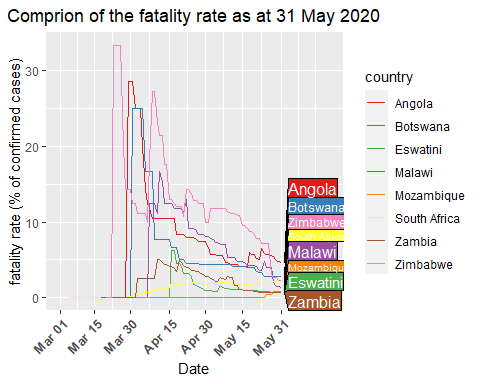 Comprion of the fatality rate as at 31 May 2020
fatality rate (% of confirmed cases)
30
20
10
0
Mar 01
Mar 15
Mar 30
Apr 15
Apr 30
May 15
May 31
Date
Angola
Botswana
Zimbabwe
Malawi
Mozambique
Eswatini
Zambia
country
Angola
Botswana
Eswatini
Malawi
Mozambique
South Africa
Zambia
Zimbabwe